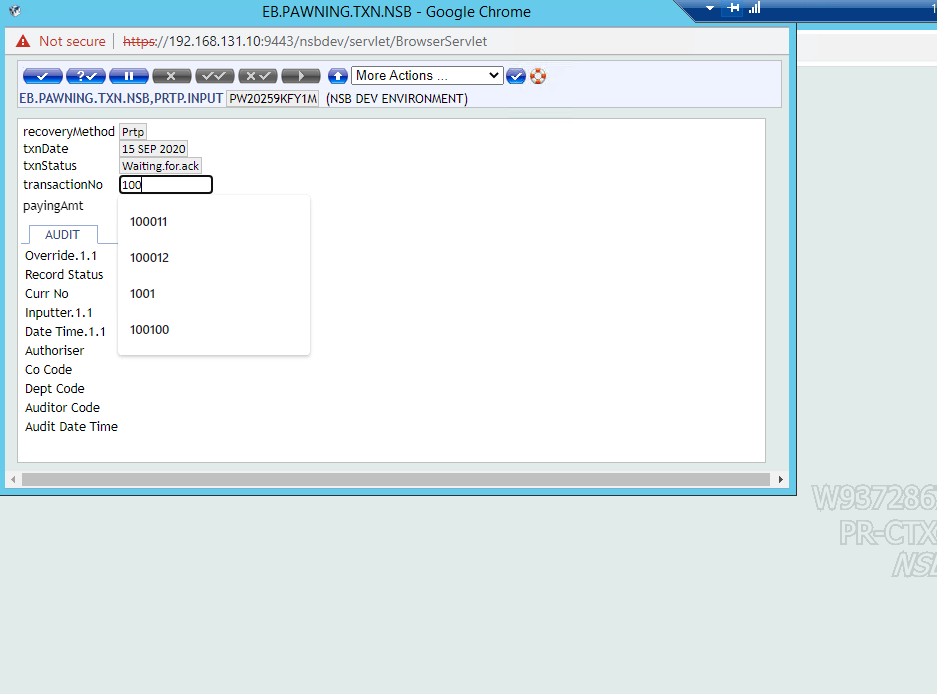 EB.PAWNING.TXN.NSB - Google Chrome
Not secure | https://192.168.131.10:9443/nsbdev/servlet/BrowserServlet
More Actions ...
EB.PAWNING.TXN.NSB,PRTP.INPUT PW20259KFY1M (NSB DEV ENVIRONMENT)
recoveryMethod Prtp
txnDate 15 SEP 2020
txnStatus Waiting.for.ack
transactionNo 100
payingAmt
100011
100012
1001
100100
AUDIT
Override.1.1
Record Status
Curr No
Inputter.1.1
Date Time.1.1
Authoriser
Co Code
Dept Code
Auditor Code
Audit Date Time
W937286
PR-CTX